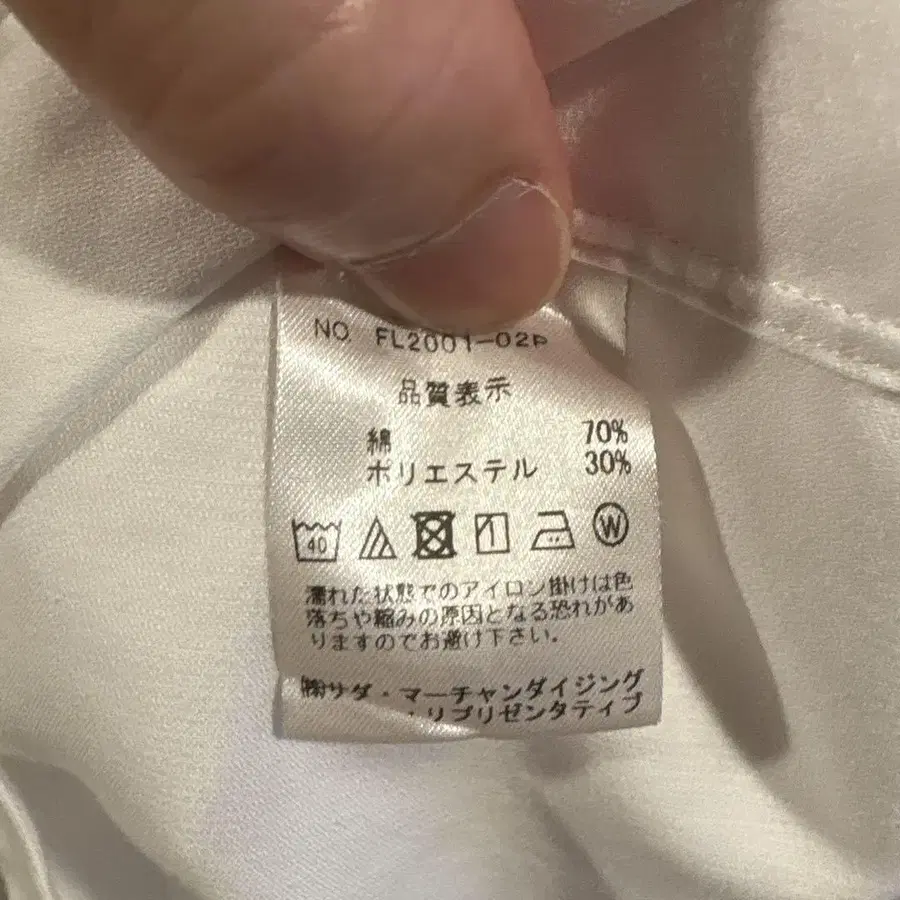 NO. FL2001-02P
品質表示
綿 70%
ポリエステル 30%
40 W
濡れた状態でのアイロン掛けは色
落ちや縮みの原因となる恐れがあ
りますのでお避け下さい。
㈱サダ・マーチャンダイジング
・リプリゼンタティブ